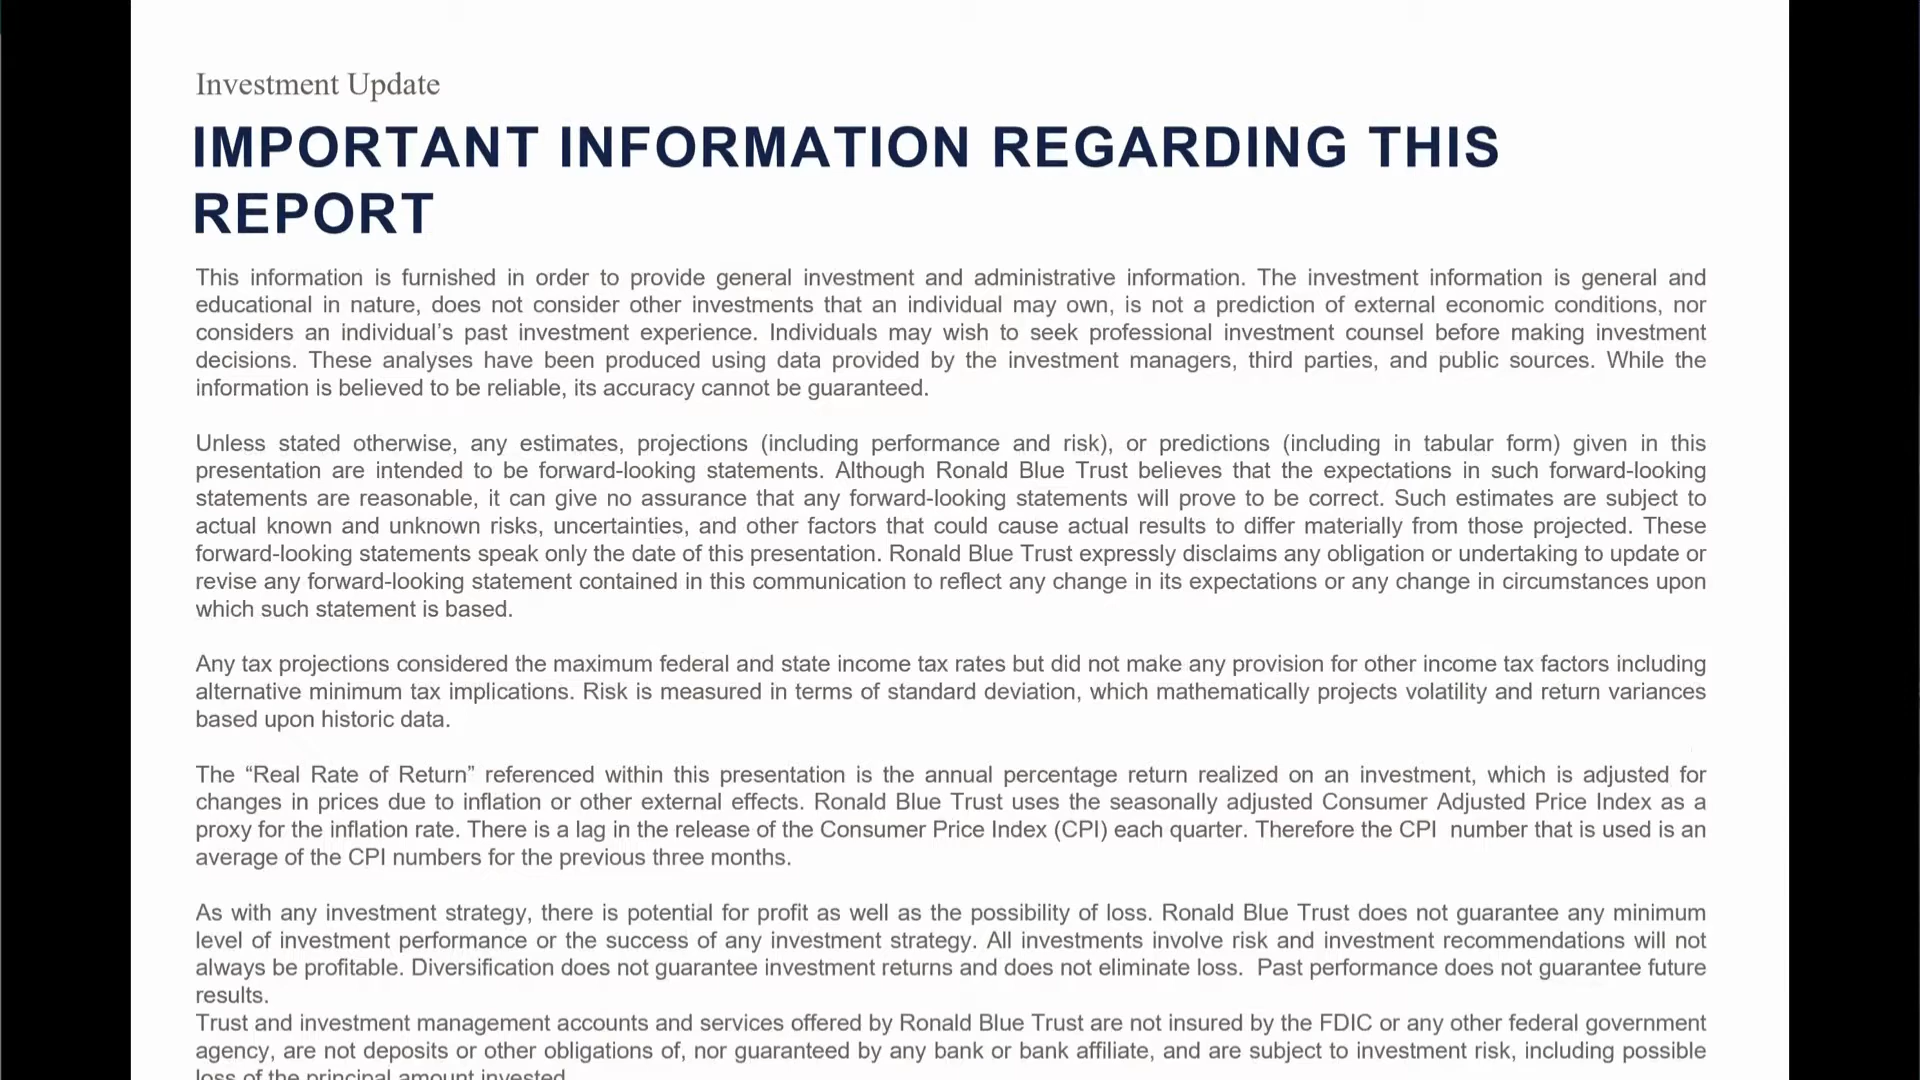 Investment Update
IMPORTANT INFORMATION REGARDING THIS
REPORT
This information is furnished in order to provide general investment and administrative information. The investment information is general and
educational in nature, does not consider other investments that an individual may own, is not a prediction of external economic conditions, nor
considers an individual’s past investment experience. Individuals may wish to seek professional investment counsel before making investment
decisions. These analyses have been produced using data provided by the investment managers, third parties, and public sources. While the
information is believed to be reliable, its accuracy cannot be guaranteed.
Unless stated otherwise, any estimates, projections (including performance and risk), or predictions (including in tabular form) given in this
presentation are intended to be forward-looking statements. Although Ronald Blue Trust believes that the expectations in such forward-looking
statements are reasonable, it can give no assurance that any forward-looking statements will prove to be correct. Such estimates are subject to
actual known and unknown risks, uncertainties, and other factors that could cause actual results to differ materially from those projected. These
forward-looking statements speak only the date of this presentation. Ronald Blue Trust expressly disclaims any obligation or undertaking to update or
revise any forward-looking statement contained in this communication to reflect any change in its expectations or any change in circumstances upon
which such statement is based.
Any tax projections considered the maximum federal and state income tax rates but did not make any provision for other income tax factors including
alternative minimum tax implications. Risk is measured in terms of standard deviation, which mathematically projects volatility and return variances
based upon historic data.
The “Real Rate of Return” referenced within this presentation is the annual percentage return realized on an investment, which is adjusted for
changes in prices due to inflation or other external effects. Ronald Blue Trust uses the seasonally adjusted Consumer Adjusted Price Index as a
proxy for the inflation rate. There is a lag in the release of the Consumer Price Index (CPI) each quarter. Therefore the CPI number that is used is an
average of the CPI numbers for the previous three months.
As with any investment strategy, there is potential for profit as well as the possibility of loss. Ronald Blue Trust does not guarantee any minimum
level of investment performance or the success of any investment strategy. All investments involve risk and investment recommendations will not
always be profitable. Diversification does not guarantee investment returns and does not eliminate loss. Past performance does not guarantee future
results.
Trust and investment management accounts and services offered by Ronald Blue Trust are not insured by the FDIC or any other federal government
agency, are not deposits or other obligations of, nor guaranteed by any bank or bank affiliate, and are subject to investment risk, including possible
loss of the principal amount invested.